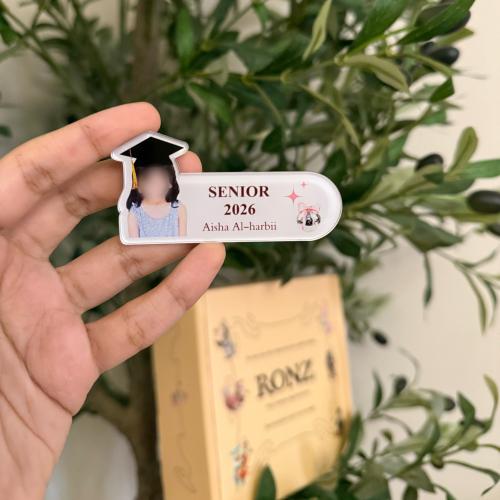 SENIOR
2026
Aisha Al-harbii
RONZ